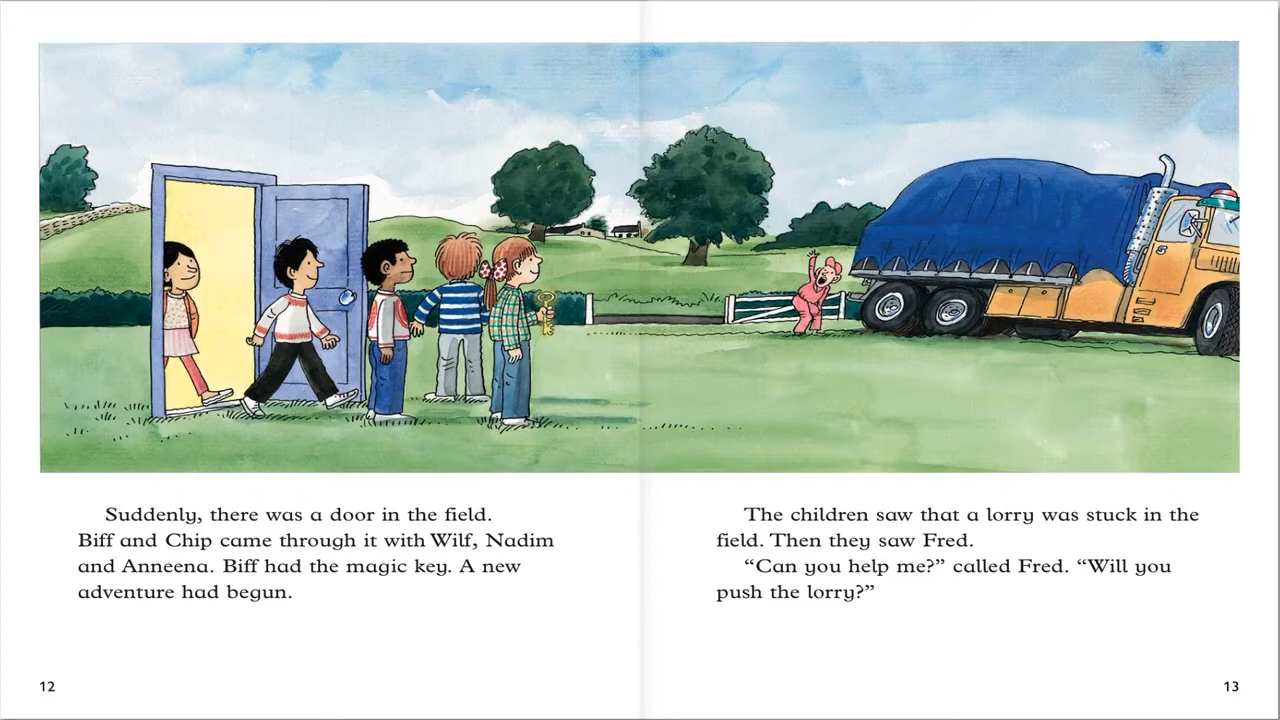 Suddenly, there was a door in the field.
Biff and Chip came through it with Wilf, Nadim
and Anneena. Biff had the magic key. A new
adventure had begun.
12
The children saw that a lorry was stuck in the
field. Then they saw Fred.
“Can you help me?” called Fred. “Will you
push the lorry?”
13